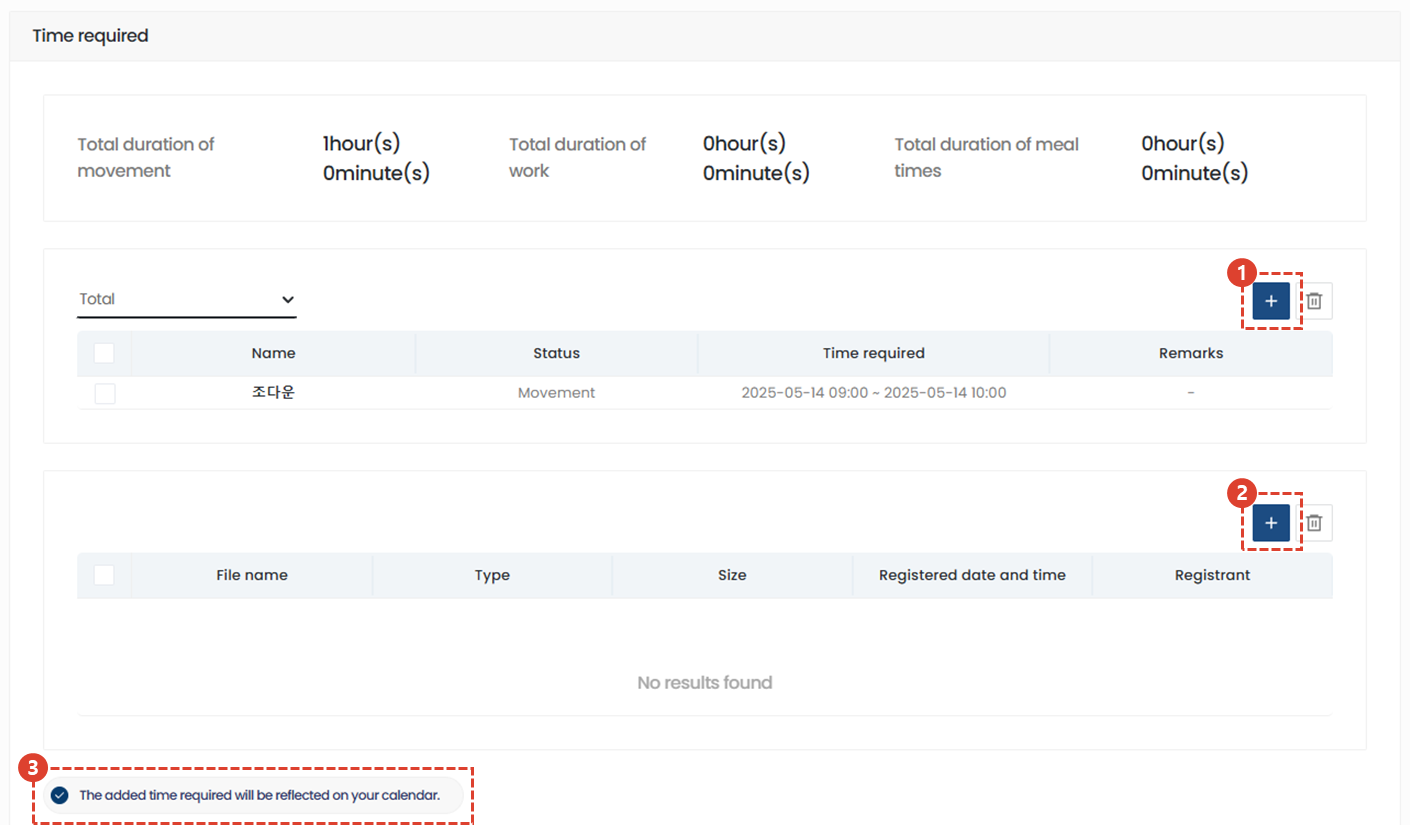 Time required
Total duration of movement
1hour(s)
0minute(s)
Total duration of work
0hour(s)
0minute(s)
Total duration of meal times
0hour(s)
0minute(s)
Total
1
+
Name Status Time required Remarks
조다운 Movement 2025-05-14 09:00 ~ 2025-05-14 10:00 -
2
+
File name Type Size Registered date and time Registrant
No results found
3
The added time required will be reflected on your calendar.